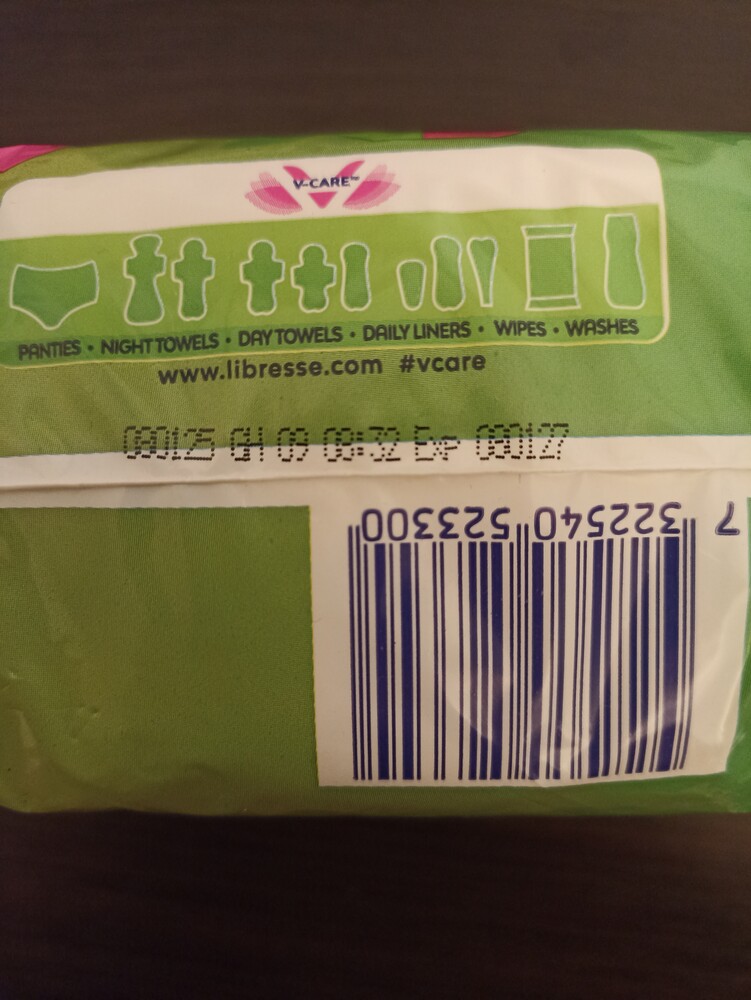 V-CARE™
PANTIES • NIGHT TOWELS • DAY TOWELS • DAILY LINERS • WIPES • WASHES
www.libresse.com #vcare
080125 GH 09 08:32 Exp 080127
7 322540 523300